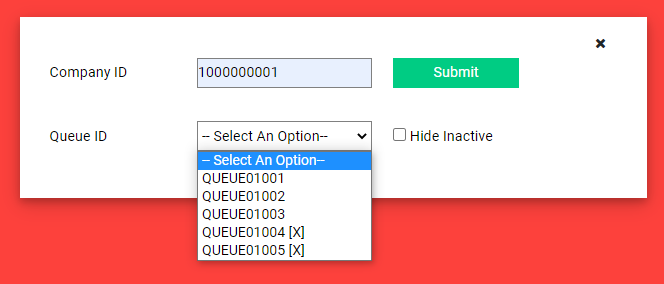 ✖
Company ID 1000000001 Submit
Queue ID -- Select An Option-- Hide Inactive
-- Select An Option--
QUEUE01001
QUEUE01002
QUEUE01003
QUEUE01004 [X]
QUEUE01005 [X]